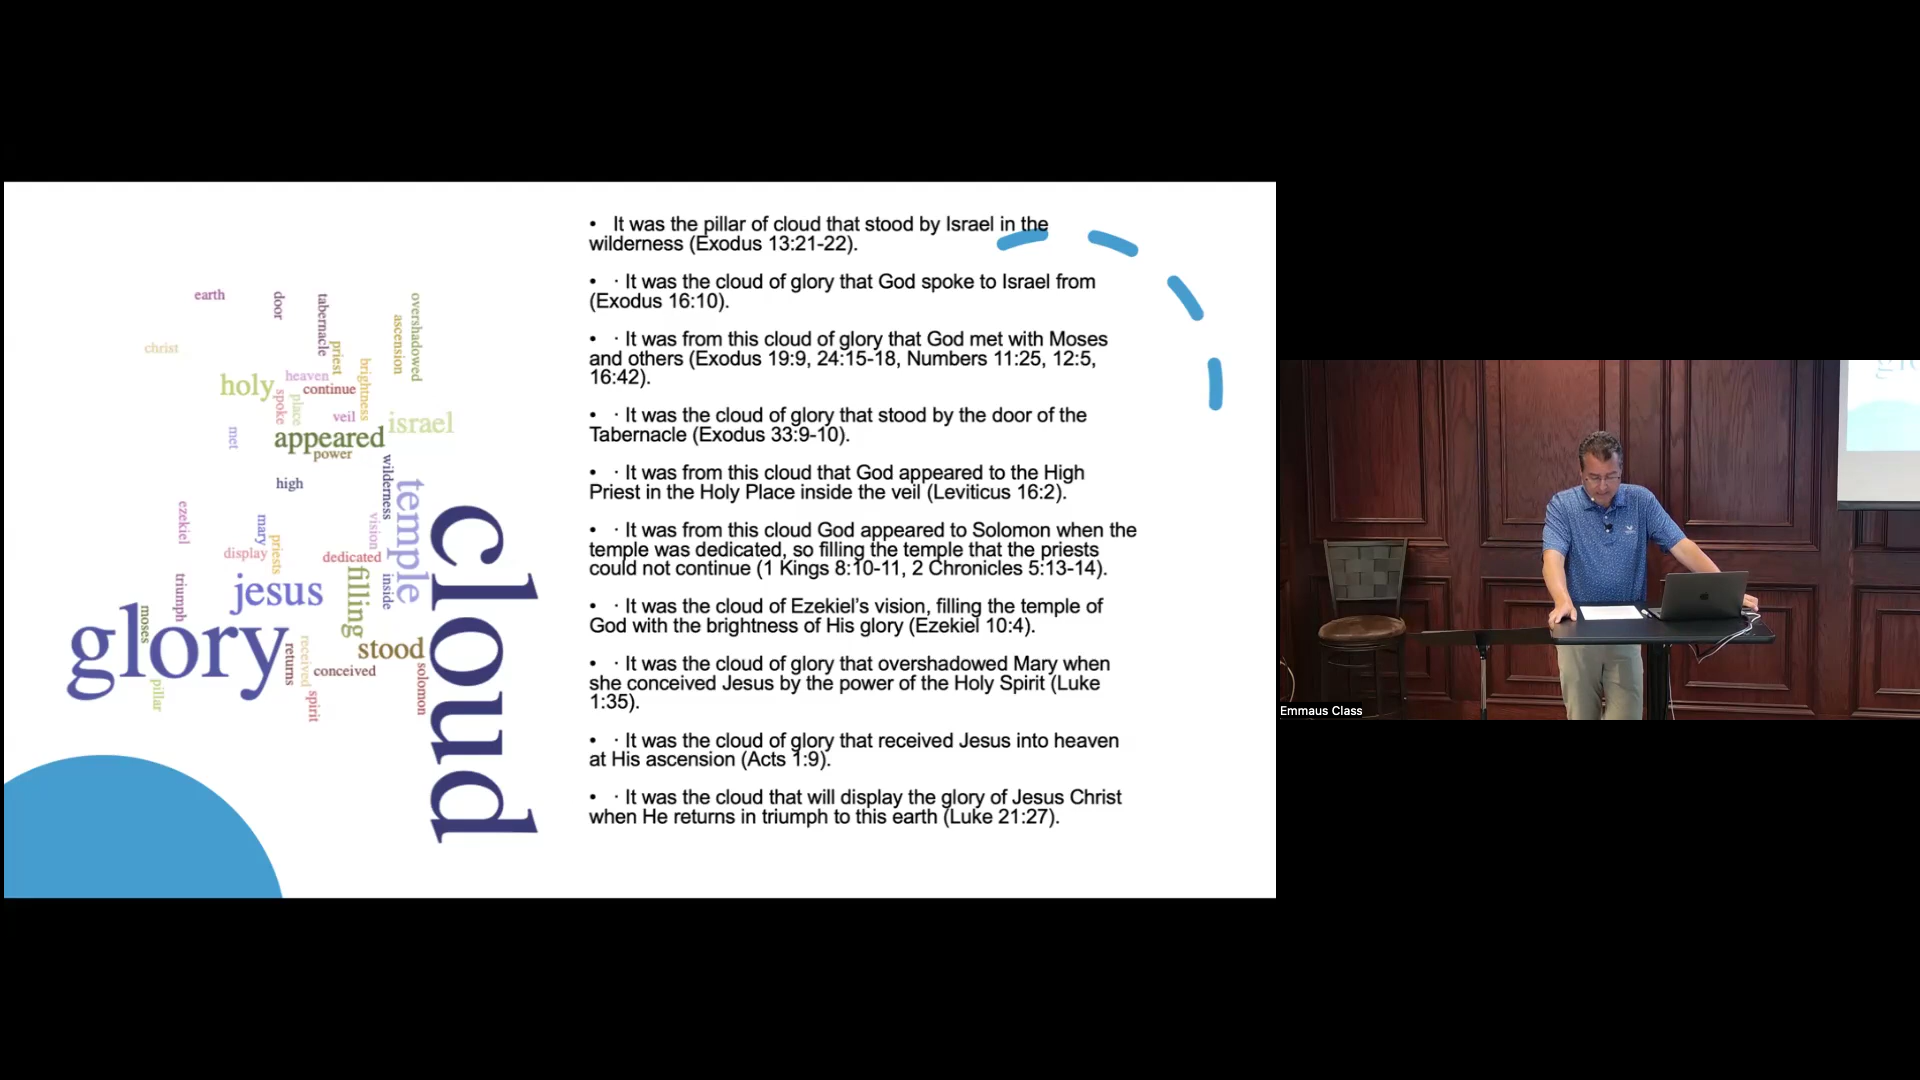 earth
door
tabernacle
overshadowed
ascension
christ
priest
brightness
holy
heaven
continue
spoke
place
veil
israel
met
appeared
power
high
wilderness
temple
ezekiel
mary
vision
priests
display
dedicated
cloud
triumph
jesus
filling
inside
moses
glory
returns
received
stood
conceived
solomon
pillar
spirit
• It was the pillar of cloud that stood by Israel in the
wilderness (Exodus 13:21-22).
• · It was the cloud of glory that God spoke to Israel from
(Exodus 16:10).
• · It was from this cloud of glory that God met with Moses
and others (Exodus 19:9, 24:15-18, Numbers 11:25, 12:5,
16:42).
• · It was the cloud of glory that stood by the door of the
Tabernacle (Exodus 33:9-10).
• · It was from this cloud that God appeared to the High
Priest in the Holy Place inside the veil (Leviticus 16:2).
• · It was from this cloud God appeared to Solomon when the
temple was dedicated, so filling the temple that the priests
could not continue (1 Kings 8:10-11, 2 Chronicles 5:13-14).
• · It was the cloud of Ezekiel’s vision, filling the temple of
God with the brightness of His glory (Ezekiel 10:4).
• · It was the cloud of glory that overshadowed Mary when
she conceived Jesus by the power of the Holy Spirit (Luke
1:35).
• · It was the cloud of glory that received Jesus into heaven
at His ascension (Acts 1:9).
• · It was the cloud that will display the glory of Jesus Christ
when He returns in triumph to this earth (Luke 21:27).
Emmaus Class